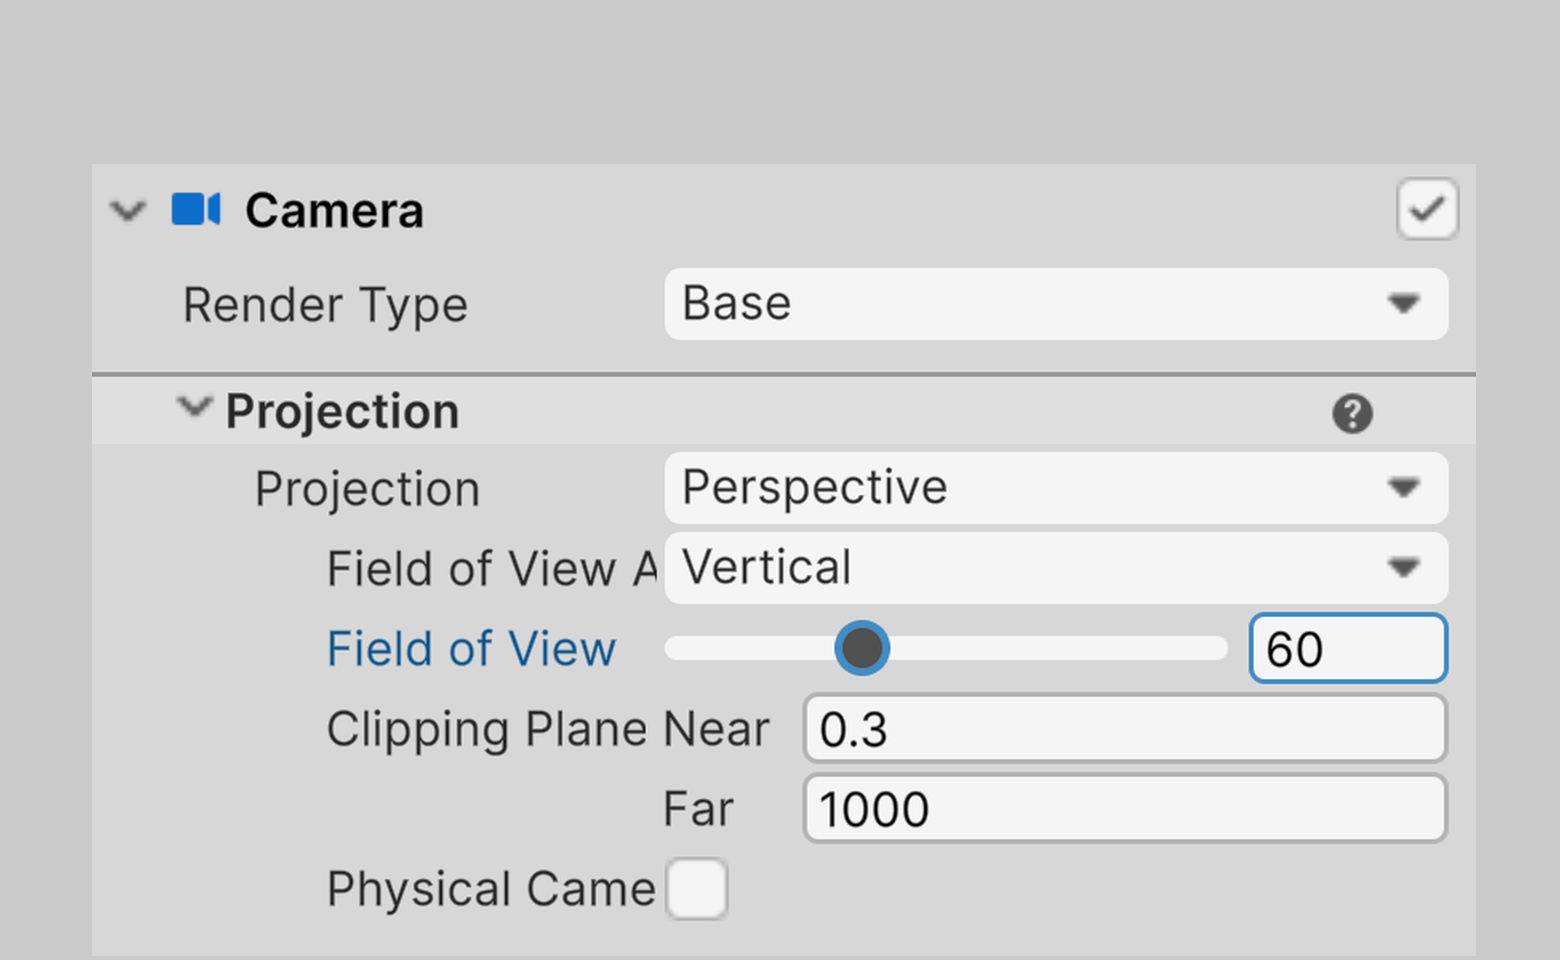 Camera
Render Type Base
Projection
Projection Perspective
Field of View A Vertical
Field of View 60
Clipping Plane Near 0.3
Far 1000
Physical Came